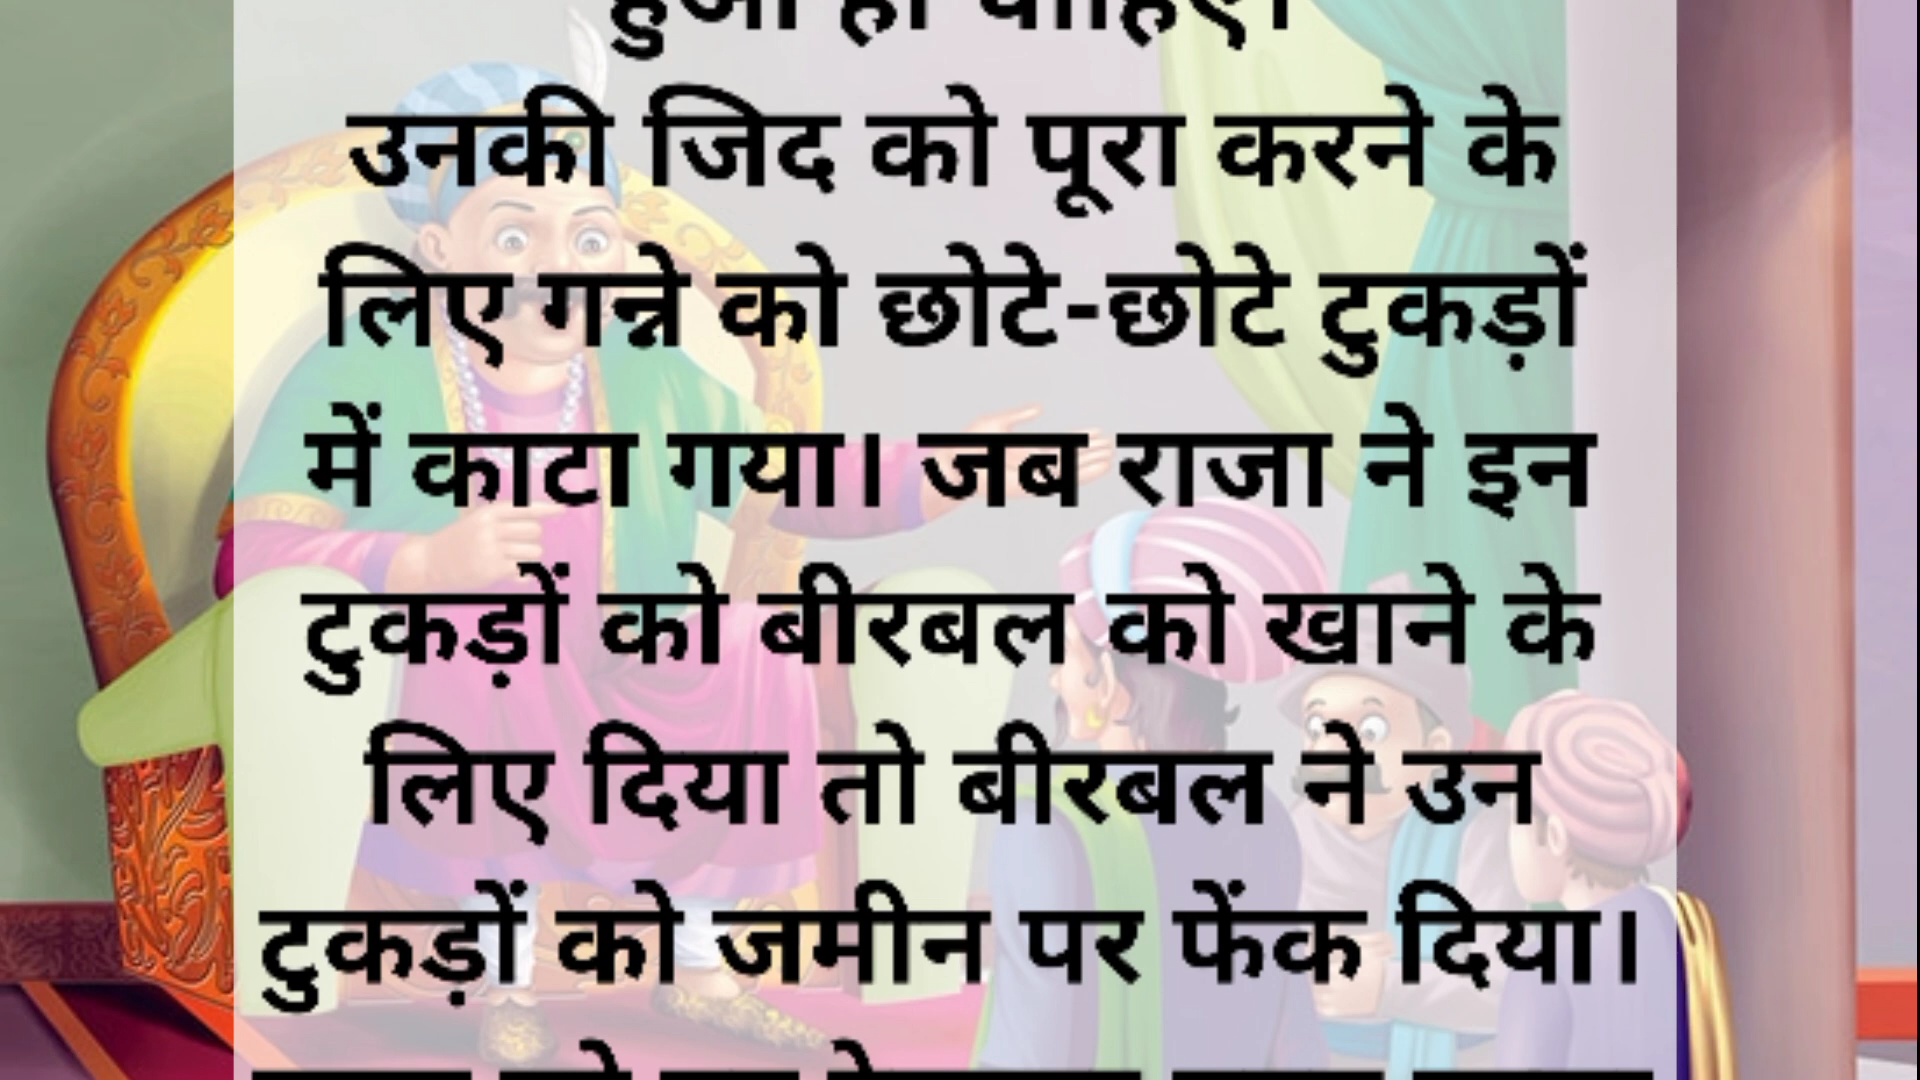 हुआ ही चाहिए।
उनकी जिद को पूरा करने के
लिए गन्ने को छोटे-छोटे टुकड़ों
में काटा गया। जब राजा ने इन
टुकड़ों को बीरबल को खाने के
लिए दिया तो बीरबल ने उन
टुकड़ों को जमीन पर फेंक दिया।